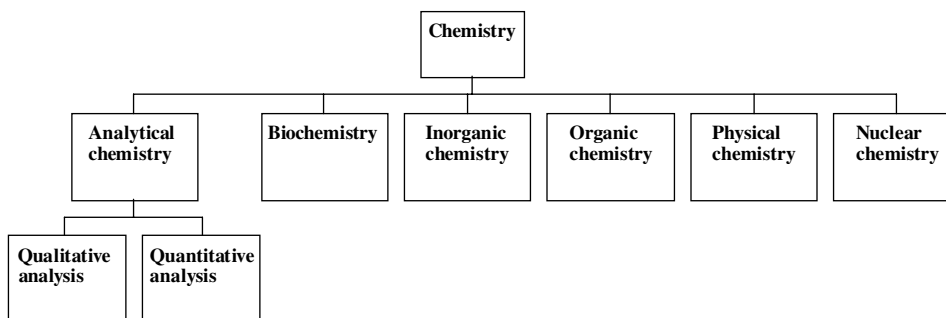 Chemistry
Analytical
chemistry
Biochemistry
Inorganic
chemistry
Organic
chemistry
Physical
chemistry
Nuclear
chemistry
Qualitative
analysis
Quantitative
analysis